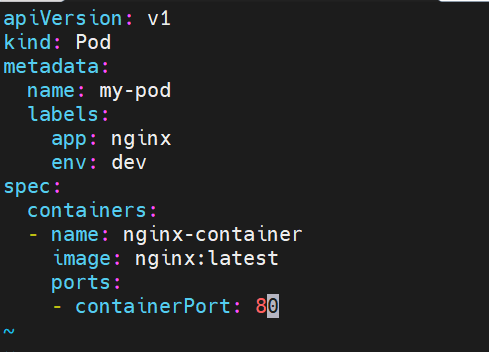 apiVersion: v1
kind: Pod
metadata:
  name: my-pod
  labels:
    app: nginx
    env: dev
spec:
  containers:
  - name: nginx-container
    image: nginx:latest
    ports:
    - containerPort: 80
~